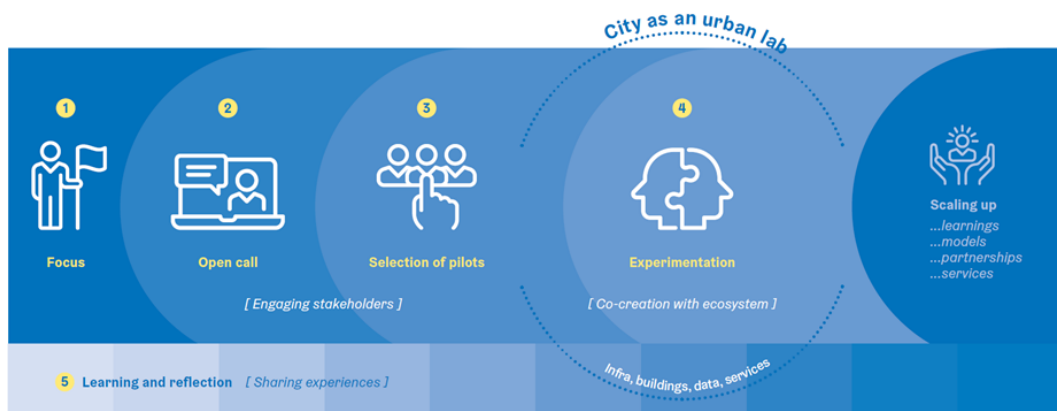 City as an urban lab
1
2
3
4
Focus
Open call
Selection of pilots
Experimentation
Scaling up
...learnings
...models
...partnerships
...services
[ Engaging stakeholders ]
[ Co-creation with ecosystem ]
Infra, buildings, data, services
5 Learning and reflection [ Sharing experiences ]